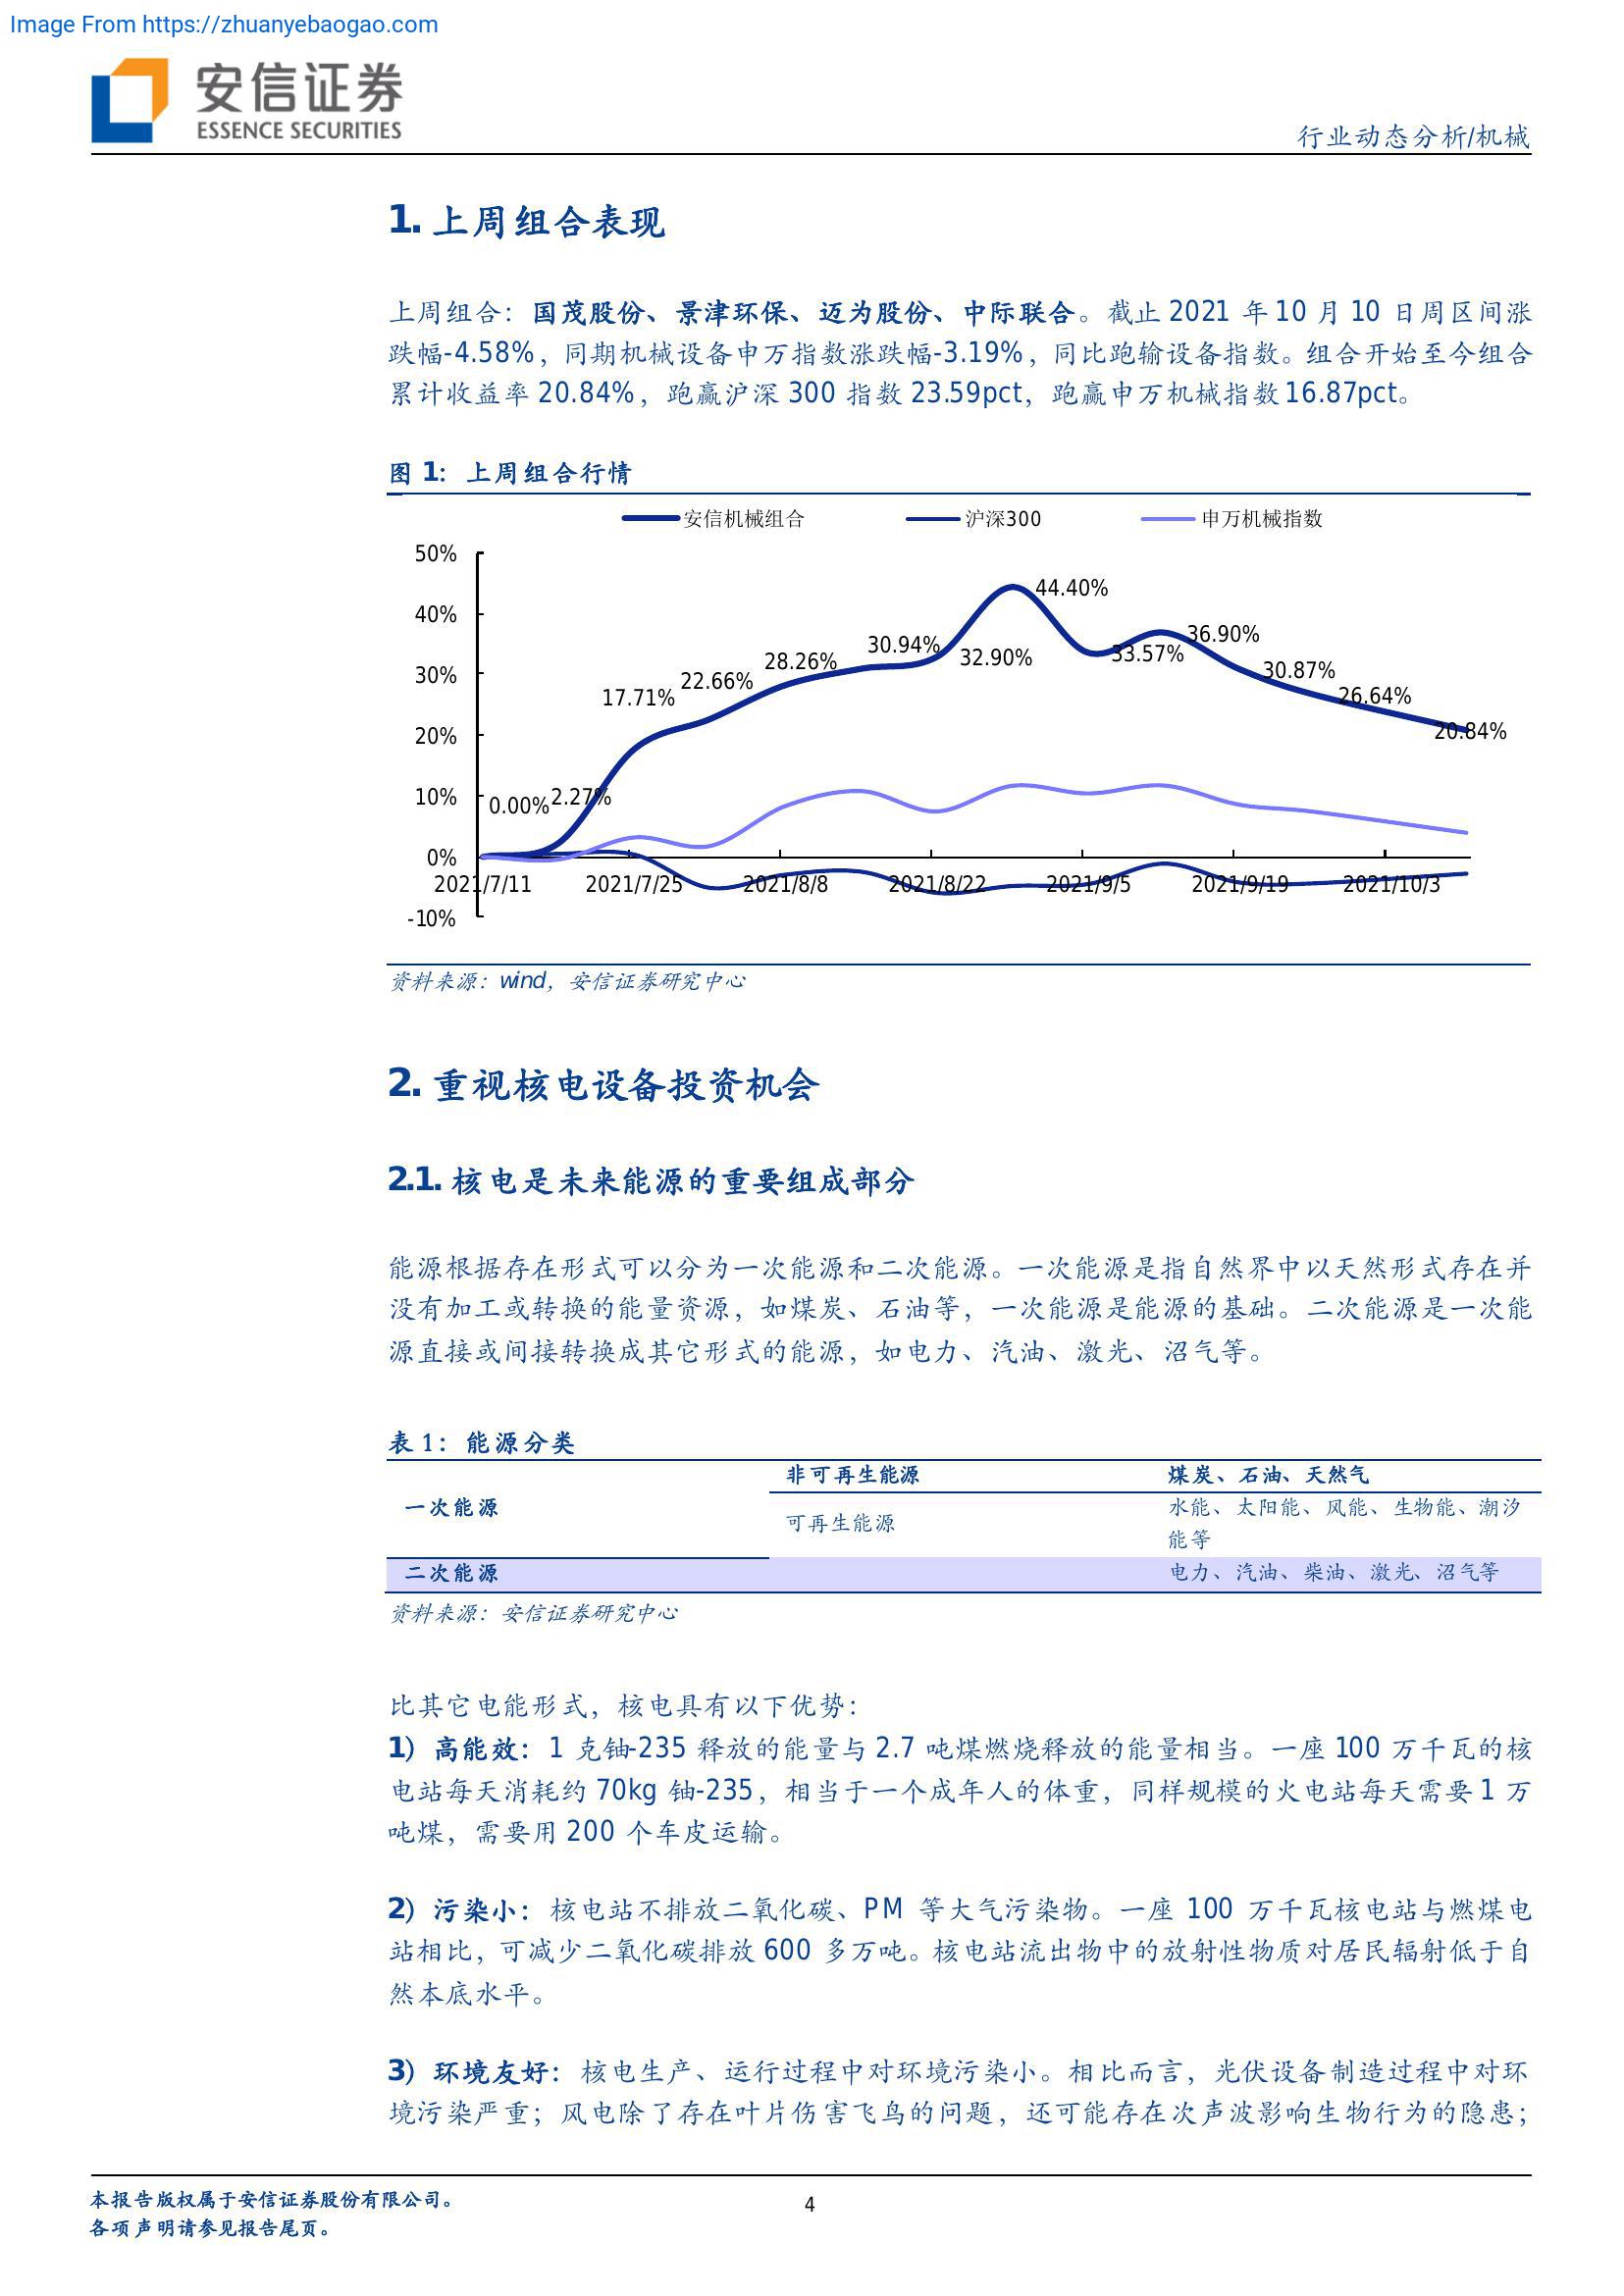 Image From https://zhuanyebaogao.com
安信证券
ESSENCE SECURITIES
行业动态分析/机械
1. 上周组合表现
上周组合：国茂股份、景津环保、迈为股份、中际联合。截止 2021 年 10 月 10 日周区间涨
跌幅-4.58%，同期机械设备申万指数涨跌幅-3.19%，同比跑输设备指数。组合开始至今组合
累计收益率 20.84%，跑赢沪深 300 指数 23.59pct，跑赢申万机械指数 16.87pct。
图 1：上周组合行情
安信机械组合 沪深300 申万机械指数
50%
40%
30%
20%
10%
0%
-10%
0.00%
2.27%
17.71%
22.66%
28.26%
30.94%
32.90%
44.40%
33.57%
36.90%
30.87%
26.64%
20.84%
2021/7/11 2021/7/25 2021/8/8 2021/8/22 2021/9/5 2021/9/19 2021/10/3
资料来源：wind，安信证券研究中心
2. 重视核电设备投资机会
2.1. 核电是未来能源的重要组成部分
能源根据存在形式可以分为一次能源和二次能源。一次能源是指自然界中以天然形式存在并
没有加工或转换的能量资源，如煤炭、石油等，一次能源是能源的基础。二次能源是一次能
源直接或间接转换成其它形式的能源，如电力、汽油、激光、沼气等。
表 1：能源分类
一次能源
非可再生能源 煤炭、石油、天然气
可再生能源 水能、太阳能、风能、生物能、潮汐
能等
二次能源 电力、汽油、柴油、激光、沼气等
资料来源：安信证券研究中心
比其它电能形式，核电具有以下优势：
1）高能效：1 克铀-235 释放的能量与 2.7 吨煤燃烧释放的能量相当。一座 100 万千瓦的核
电站每天消耗约 70kg 铀-235，相当于一个成年人的体重，同样规模的火电站每天需要 1 万
吨煤，需要用 200 个车皮运输。
2）污染小：核电站不排放二氧化碳、PM 等大气污染物。一座 100 万千瓦核电站与燃煤电
站相比，可减少二氧化碳排放 600 多万吨。核电站流出物中的放射性物质对居民辐射低于自
然本底水平。
3）环境友好：核电生产、运行过程中对环境污染小。相比而言，光伏设备制造过程中对环
境污染严重；风电除了存在叶片伤害飞鸟的问题，还可能存在次声波影响生物行为的隐患；
本报告版权属于安信证券股份有限公司。
各项声明请参见报告尾页。
4